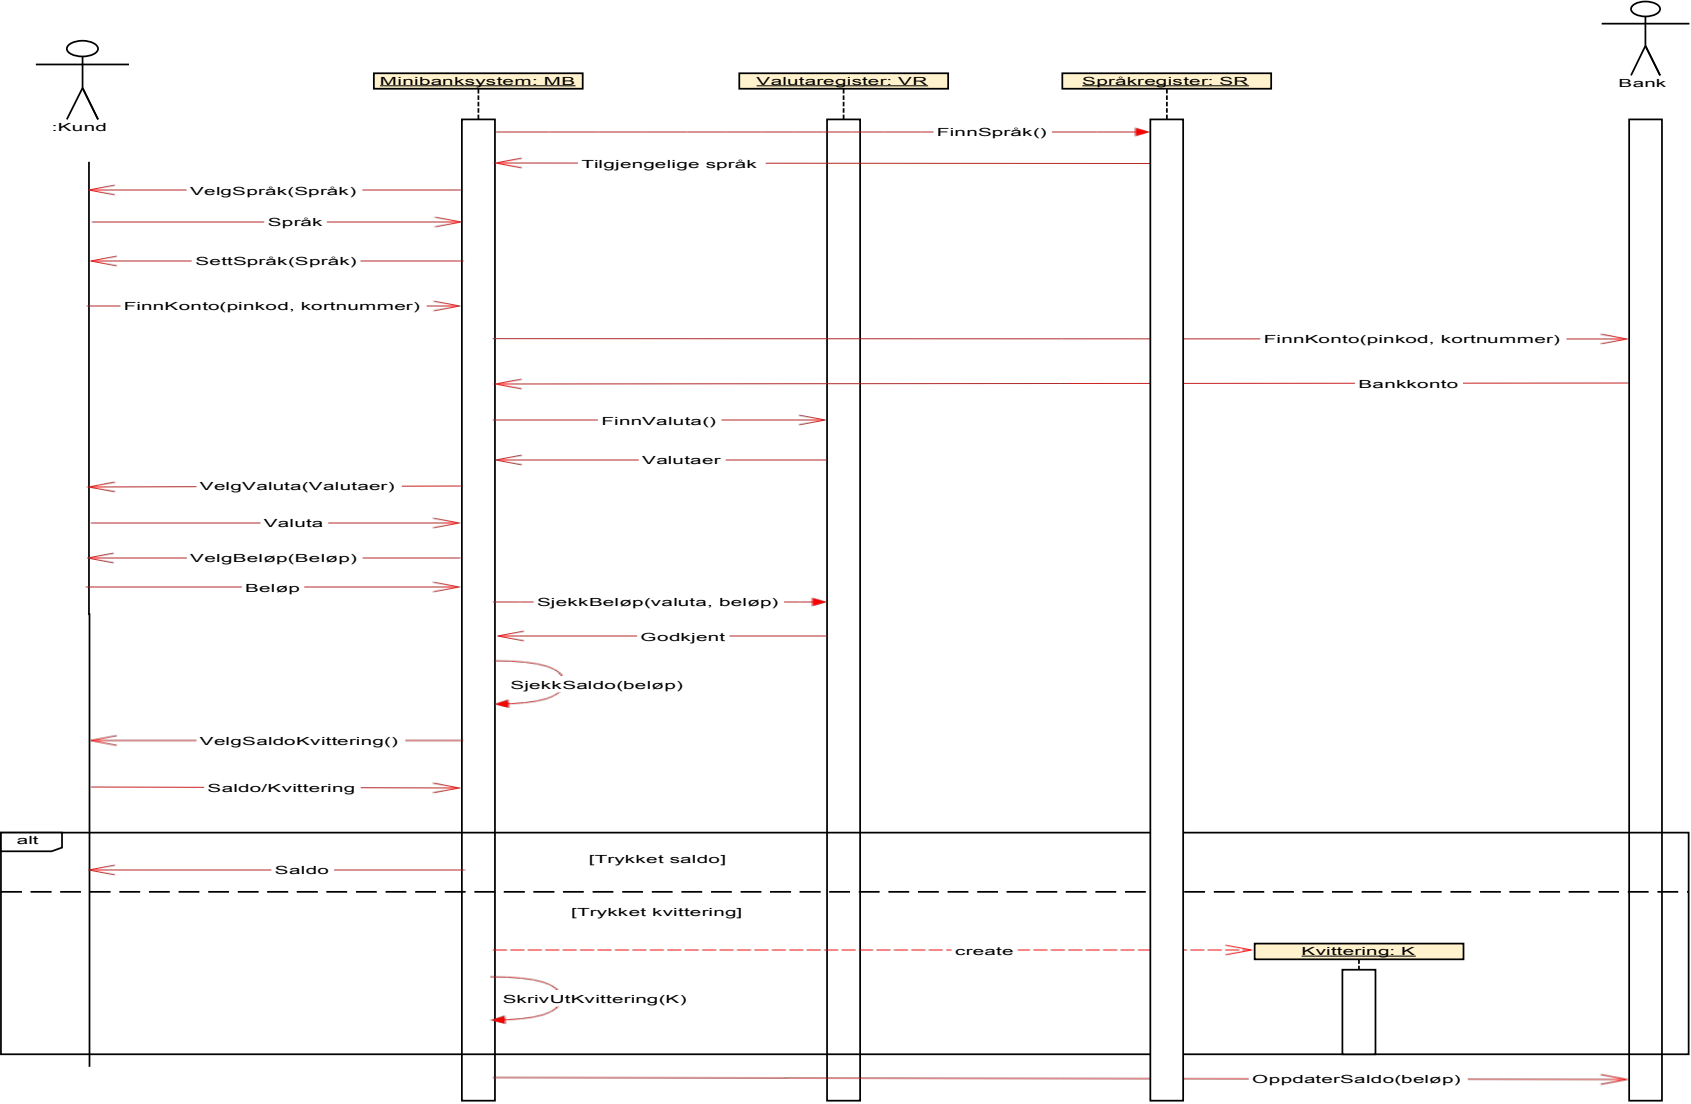 :Kund
Minibanksystem: MB
Valutaregister: VR
Språkregister: SR
Bank
FinnSpråk()
Tilgjengelige språk
VelgSpråk(Språk)
Språk
SettSpråk(Språk)
FinnKonto(pinkod, kortnummer)
FinnKonto(pinkod, kortnummer)
Bankkonto
FinnValuta()
Valutaer
VelgValuta(Valutaer)
Valuta
VelgBeløp(Beløp)
Beløp
SjekkBeløp(valuta, beløp)
Godkjent
SjekkSaldo(beløp)
VelgSaldoKvittering()
Saldo/Kvittering
alt
[Trykket saldo]
Saldo
[Trykket kvittering]
create
Kvittering: K
SkrivUtKvittering(K)
OppdaterSaldo(beløp)